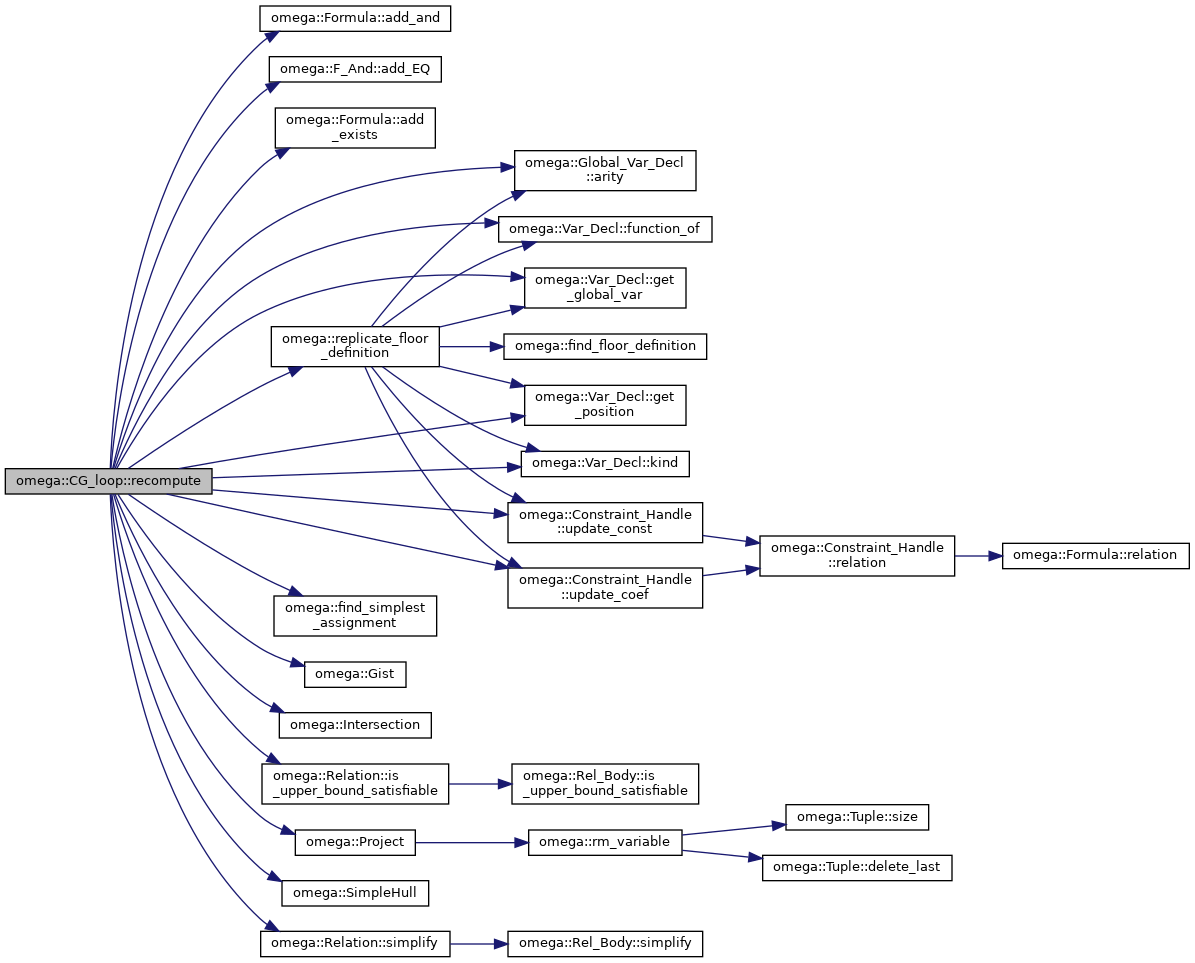 omega::Formula::add_and
omega::F_And::add_EQ
omega::Formula::add
_exists
omega::Global_Var_Decl
::arity
omega::Var_Decl::function_of
omega::Var_Decl::get
_global_var
omega::replicate_floor
_definition
omega::find_floor_definition
omega::Var_Decl::get
_position
omega::Var_Decl::kind
omega::CG_loop::recompute
omega::Constraint_Handle
::update_const
omega::Constraint_Handle
::relation
omega::Formula::relation
omega::Constraint_Handle
::update_coef
omega::find_simplest
_assignment
omega::Gist
omega::Intersection
omega::Relation::is
_upper_bound_satisfiable
omega::Rel_Body::is
_upper_bound_satisfiable
omega::Tuple::size
omega::Project
omega::rm_variable
omega::Tuple::delete_last
omega::SimpleHull
omega::Relation::simplify
omega::Rel_Body::simplify